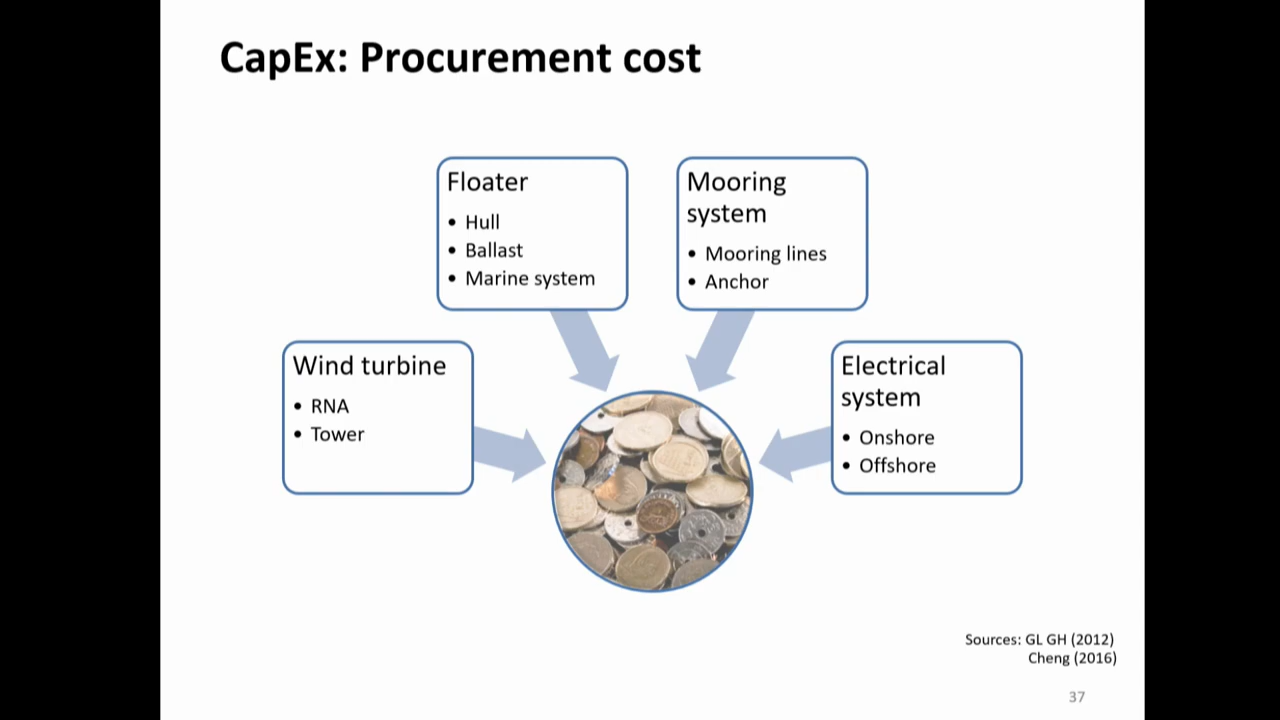 CapEx: Procurement cost
Floater
• Hull
• Ballast
• Marine system
Mooring
system
• Mooring lines
• Anchor
Wind turbine
• RNA
• Tower
Electrical
system
• Onshore
• Offshore
Sources: GL GH (2012)
Cheng (2016)
37